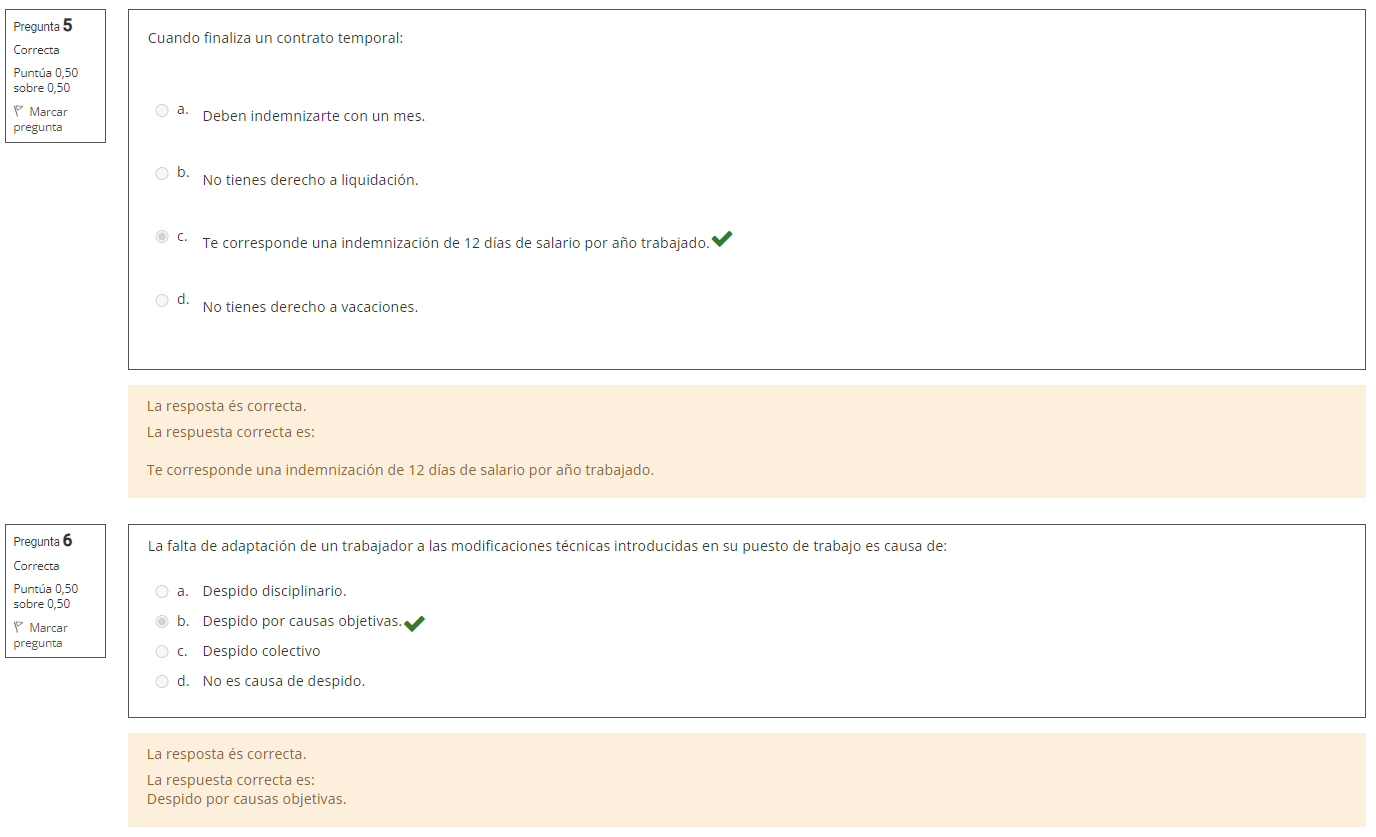 Pregunta 5
Correcta
Puntúa 0,50
sobre 0,50
Marcar
pregunta
Cuando finaliza un contrato temporal:
a. Deben indemnizarte con un mes.
b. No tienes derecho a liquidación.
c. Te corresponde una indemnización de 12 días de salario por año trabajado.
d. No tienes derecho a vacaciones.
La resposta és correcta.
La respuesta correcta es:
Te corresponde una indemnización de 12 días de salario por año trabajado.
Pregunta 6
Correcta
Puntúa 0,50
sobre 0,50
Marcar
pregunta
La falta de adaptación de un trabajador a las modificaciones técnicas introducidas en su puesto de trabajo es causa de:
a. Despido disciplinario.
b. Despido por causas objetivas.
c. Despido colectivo
d. No es causa de despido.
La resposta és correcta.
La respuesta correcta es:
Despido por causas objetivas.